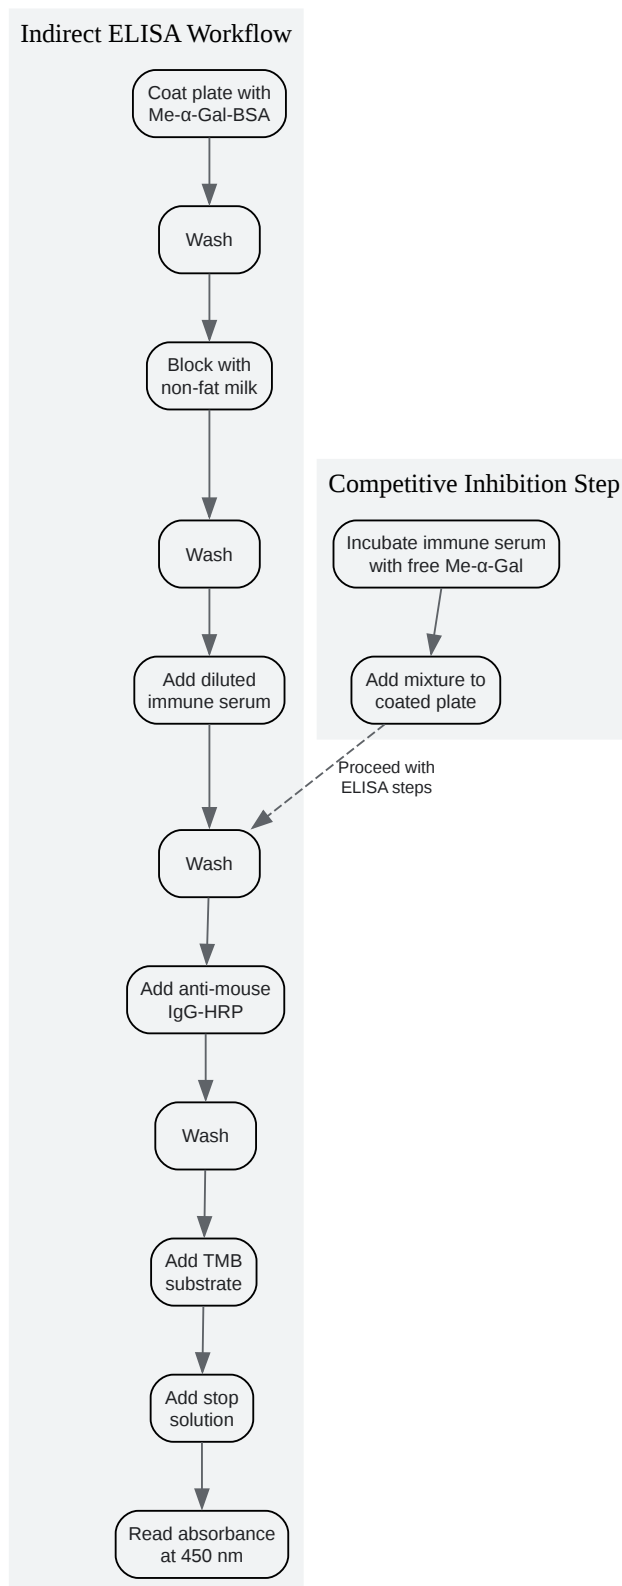 Indirect ELISA Workflow
Coat plate with
Me-α-Gal-BSA
Wash
Block with
non-fat milk
Wash
Add diluted
immune serum
Competitive Inhibition Step
Incubate immune serum
with free Me-α-Gal
Add mixture to
coated plate
Proceed with
ELISA steps
Wash
Add anti-mouse
IgG-HRP
Wash
Add TMB
substrate
Add stop
solution
Read absorbance
at 450 nm